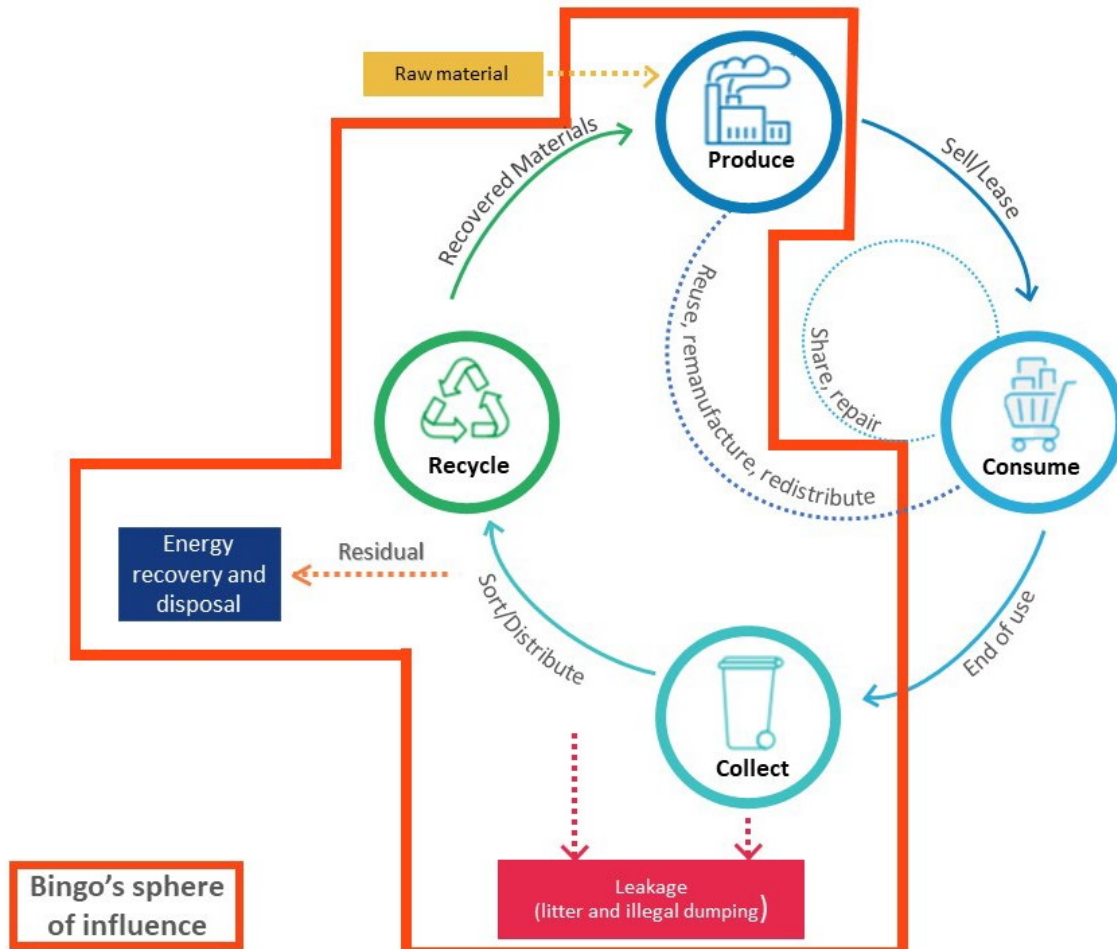 Raw material
Produce
Recovered Materials
Sell/Lease
Reuse, remanufacture, redistribute
Share, repair
Recycle
Consume
Energy
recovery and
disposal
Residual
Sort/Distribute
End of use
Collect
Leakage
(litter and illegal dumping)
Bingo’s sphere
of influence